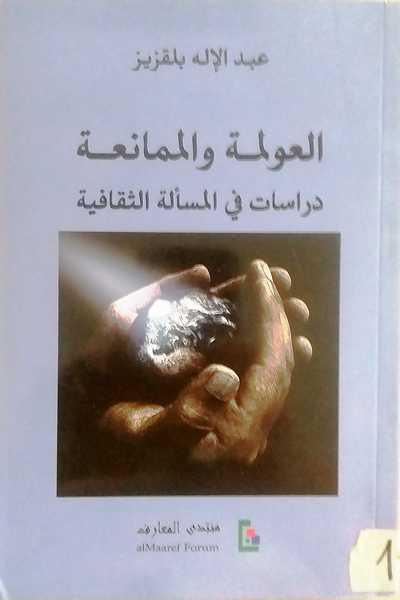 عبد الإله بلقزيز
العولمة والممانعة
دراسات في المسألة الثقافية
منتدى المعارف
alMaaref Forum
1